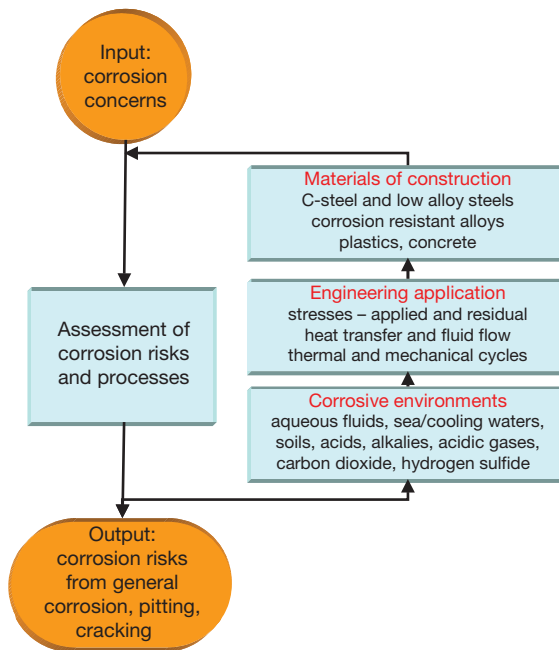 Input:
corrosion
concerns
Materials of construction
C-steel and low alloy steels
corrosion resistant alloys
plastics, concrete
Engineering application
stresses – applied and residual
heat transfer and fluid flow
thermal and mechanical cycles
Assessment of
corrosion risks
and processes
Corrosive environments
aqueous fluids, sea/cooling waters,
soils, acids, alkalies, acidic gases,
carbon dioxide, hydrogen sulfide
Output:
corrosion risks
from general
corrosion, pitting,
cracking